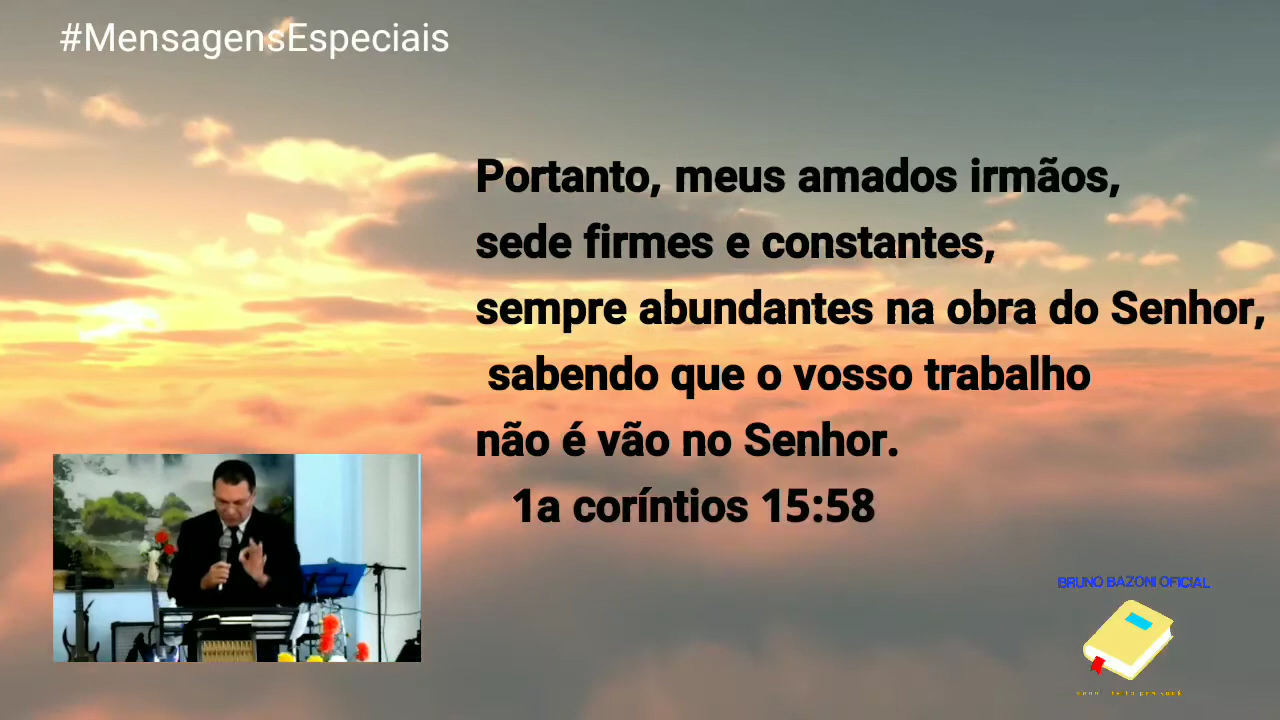 #MensagensEspeciais
Portanto, meus amados irmãos,
sede firmes e constantes,
sempre abundantes na obra do Senhor,
sabendo que o vosso trabalho
não é vão no Senhor.
1a coríntios 15:58
BRUNO BAZONI OFICIAL